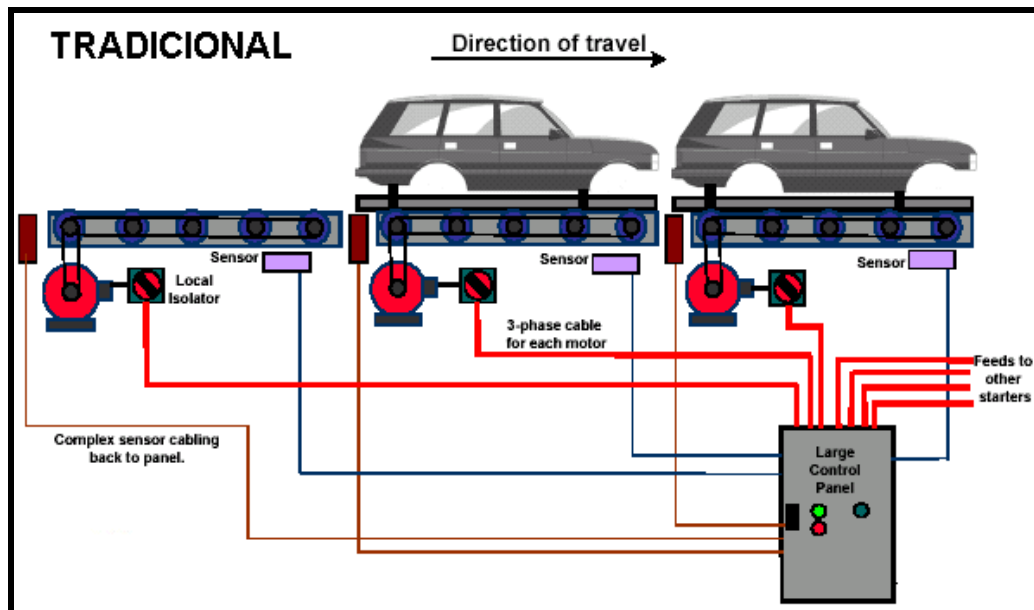 TRADICIONAL
Direction of travel
Sensor
Local
Isolator
Sensor
Sensor
3-phase cable
for each motor
Feeds to
other
starters
Complex sensor cabling
back to panel.
Large
Control
Panel